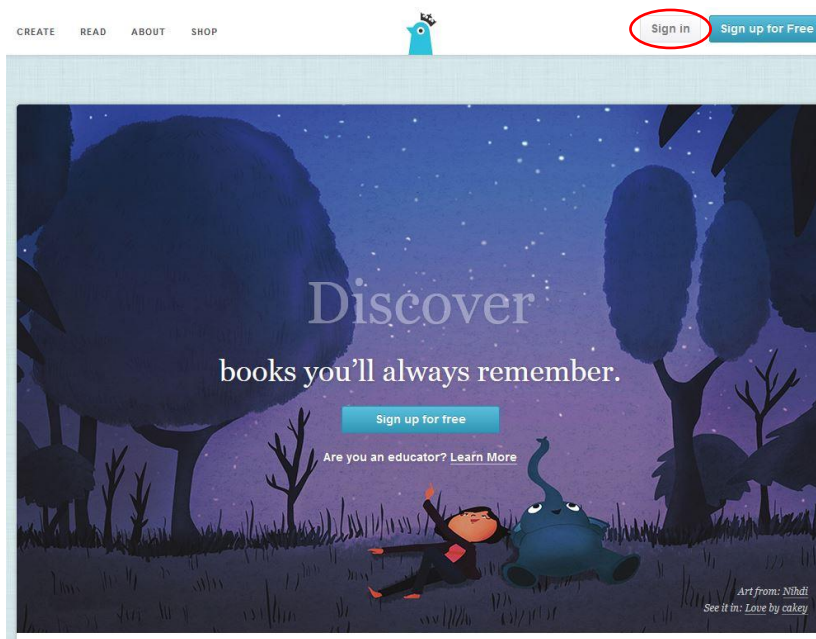 CREATE READ ABOUT SHOP Sign in Sign up for Free
Discover
books you'll always remember.
Sign up for free
Are you an educator? Learn More
Art from: Nihdi
See it in: Love by cakey